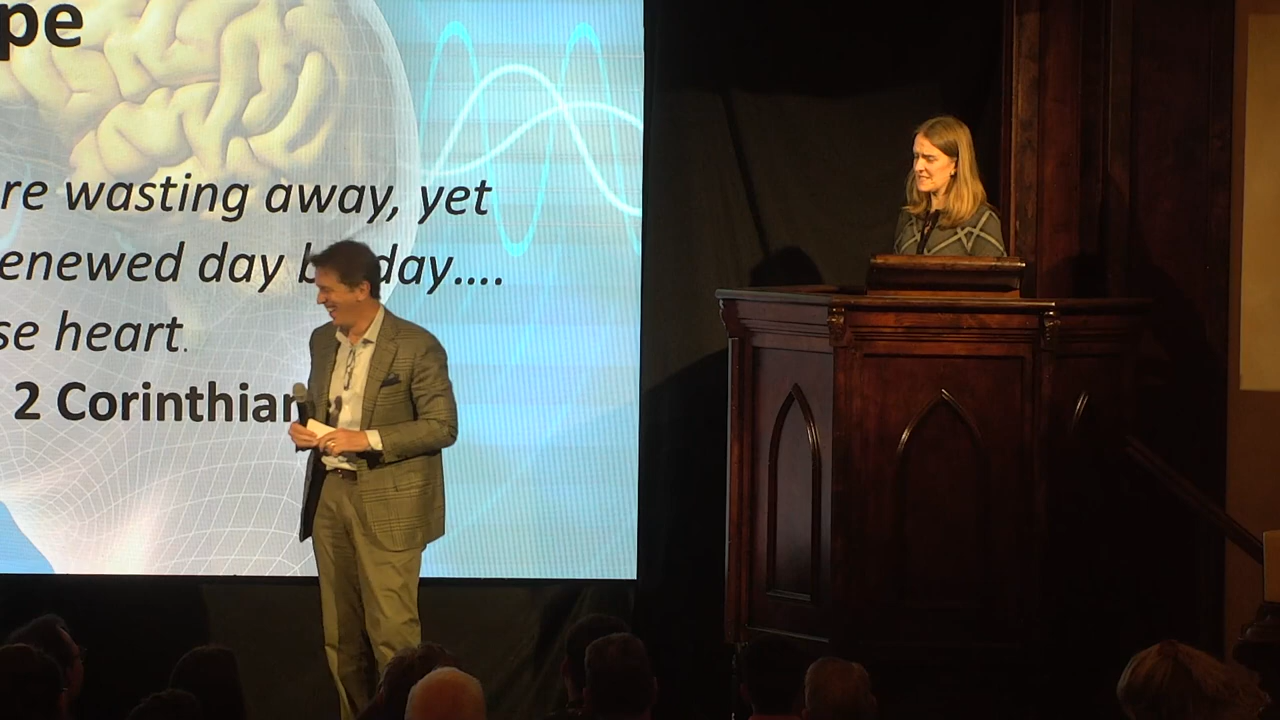 pe
re wasting away, yet
enewed day b day....
se heart.
2 Corinthian